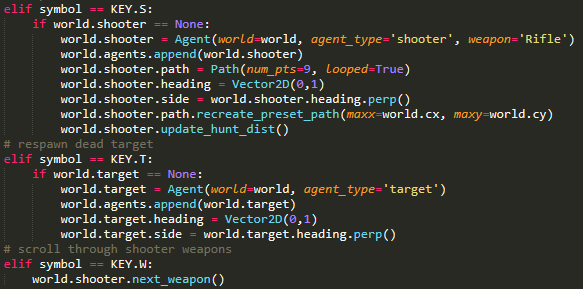 elif symbol == KEY.S:
    if world.shooter == None:
        world.shooter = Agent(world=world, agent_type='shooter', weapon='Rifle')
        world.agents.append(world.shooter)
        world.shooter.path = Path(num_pts=9, looped=True)
        world.shooter.heading = Vector2D(0,1)
        world.shooter.side = world.shooter.heading.perp()
        world.shooter.path.recreate_preset_path(maxx=world.cx, maxy=world.cy)
        world.shooter.update_hunt_dist()
# respawn dead target
elif symbol == KEY.T:
    if world.target == None:
        world.target = Agent(world=world, agent_type='target')
        world.agents.append(world.target)
        world.target.heading = Vector2D(0,1)
        world.target.side = world.target.heading.perp()
# scroll through shooter weapons
elif symbol == KEY.W:
    world.shooter.next_weapon()